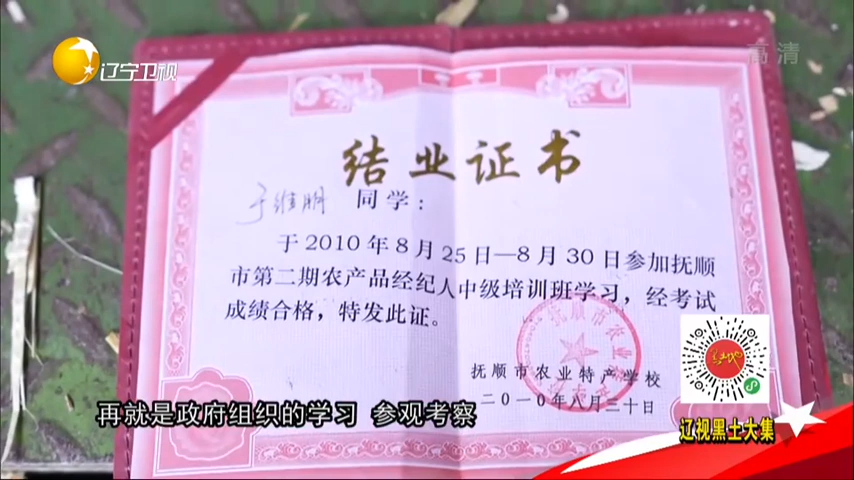 辽宁卫视
高清
结业证书
于维明 同学:
于2010年8月25日—8月30日参加抚顺
市第二期农产品经纪人中级培训班学习,经考试
成绩合格,特发此证。
抚顺市农业特产学校
二〇一〇年八月三十日
再就是政府组织的学习 参观考察
辽视黑土大集